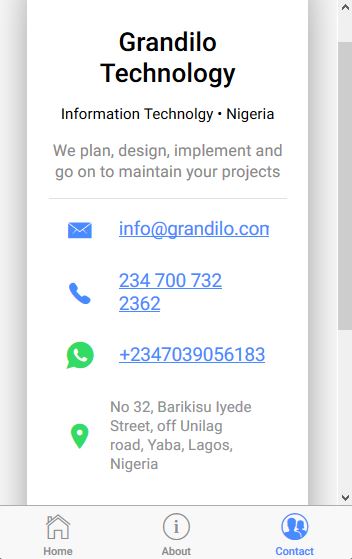 Grandilo
Technology
Information Technolgy • Nigeria
We plan, design, implement and
go on to maintain your projects
info@grandilo.com
234 700 732
2362
+2347039056183
No 32, Barikisu Iyede
Street, off Unilag
road, Yaba, Lagos,
Nigeria
Home
About
Contact